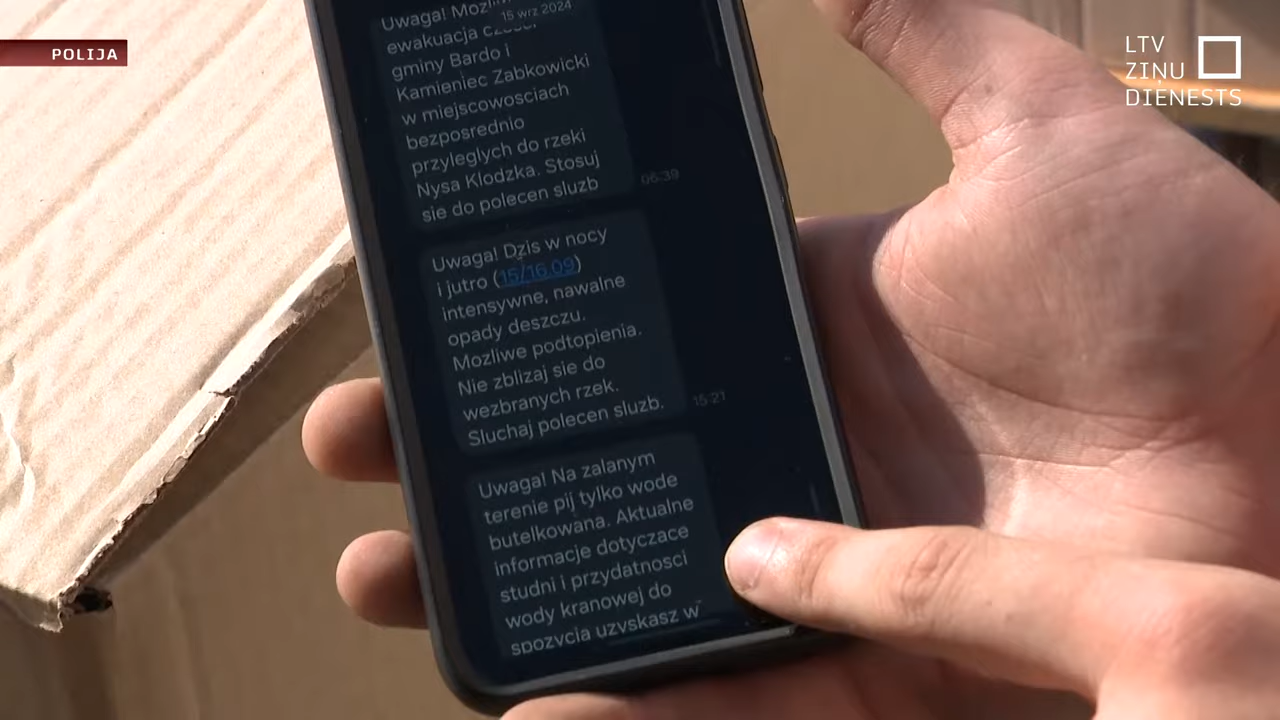 POLIJA
LTV
ZIŅU
DIENESTS
15 wrz 2024
Uwaga!
ewakuacja
gminy Bardo i
Kamieniec Zabkowicki
w miejscowosciach
bezposrednio
przyleglych do rzeki
Nysa Klodzka. Stosuj
sie do polecen sluzb
06:39
Uwaga! Dzis w nocy
i jutro (15/16.09)
intensywne, nawalne
opady deszczu.
Mozliwe podtopienia.
Nie zblizaj sie do
wezbranych rzek.
Sluchaj polecen sluzb.
15:21
Uwaga! Na zalanym
terenie pij tylko wode
butelkowana. Aktualne
informacje dotyczace
studni i przydatnosci
wody kranowej do
spozycia uzyskasz w